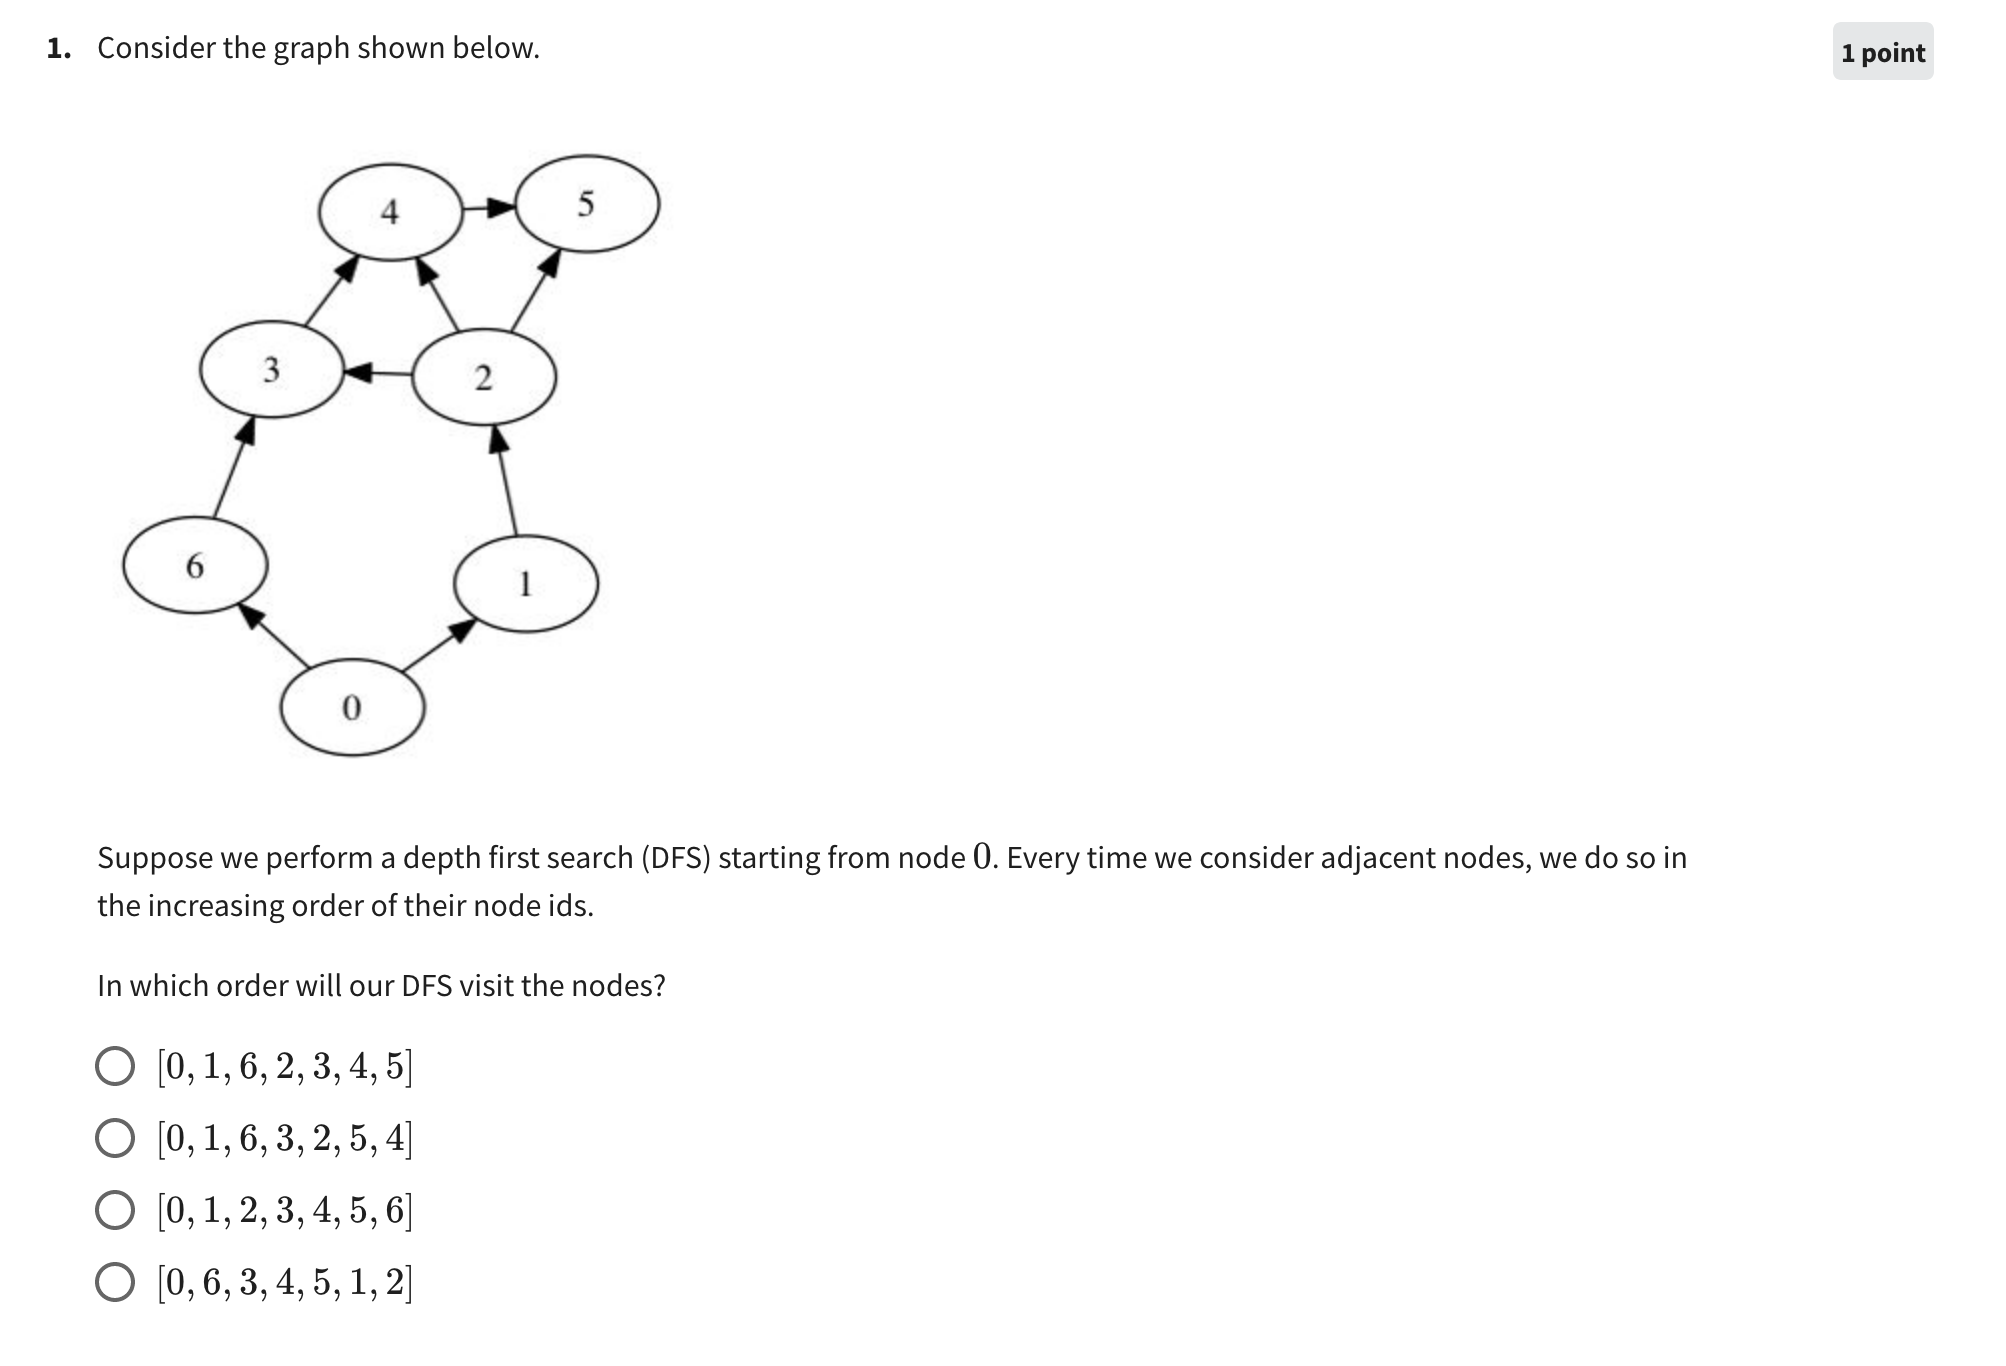 1. Consider the graph shown below.
1 point
4
5
3
2
6
1
0
Suppose we perform a depth first search (DFS) starting from node 0. Every time we consider adjacent nodes, we do so in
the increasing order of their node ids.
In which order will our DFS visit the nodes?
[0, 1, 6, 2, 3, 4, 5]
[0, 1, 6, 3, 2, 5, 4]
[0, 1, 2, 3, 4, 5, 6]
[0, 6, 3, 4, 5, 1, 2]